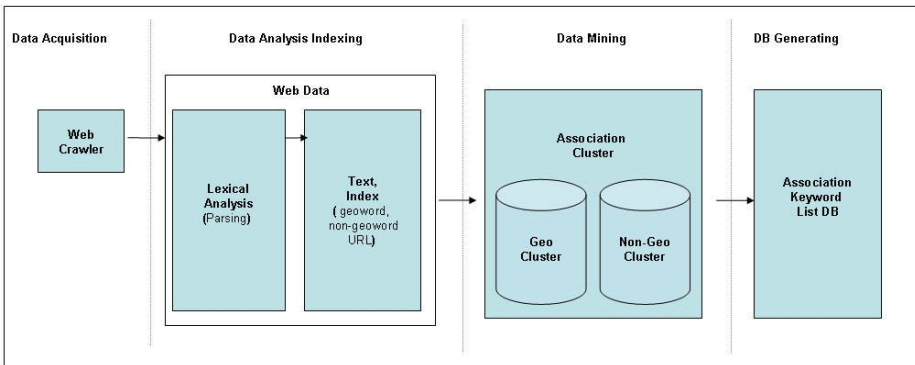 Data Acquisition
Data Analysis Indexing
Data Mining
DB Generating
Web Data
Web
Crawler
Lexical
Analysis
(Parsing)
Text,
Index
( geoword,
non-geoword
URL)
Association
Cluster
Geo
Cluster
Non-Geo
Cluster
Association
Keyword
List DB